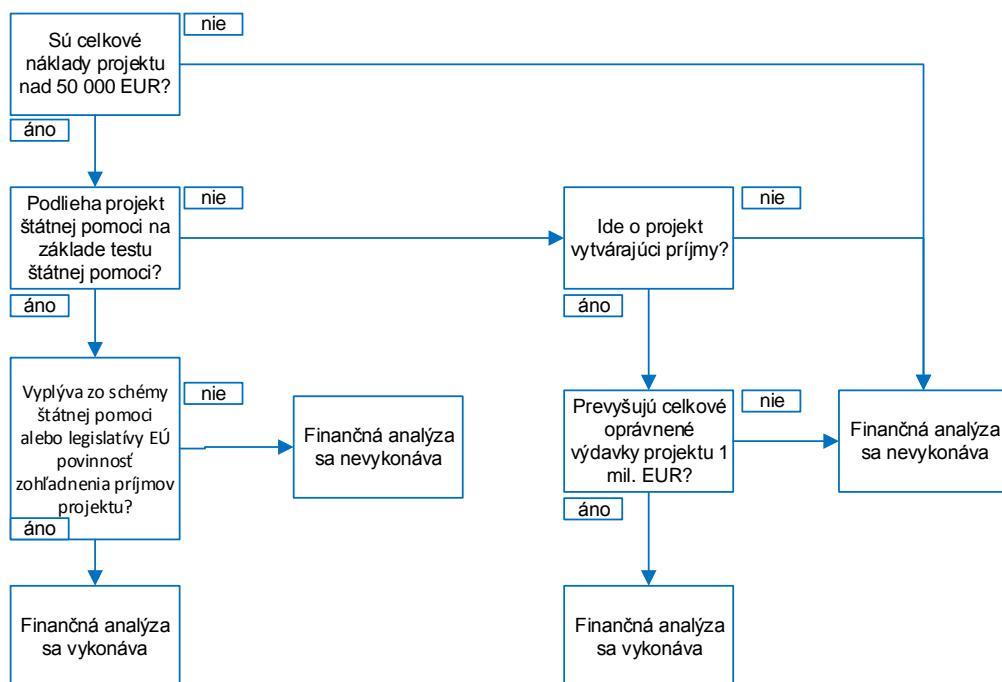 Sú celkové
náklady projektu
nad 50 000 EUR?
nie
áno
Podlieha projekt
štátnej pomoci na
základe testu
štátnej pomoci?
nie
áno
Ide o projekt
vytvárajúci príjmy?
nie
áno
Vyplýva zo schémy
štátnej pomoci
alebo legislatívy EÚ
povinnosť
zohľadnenia príjmov
projektu?
nie
áno
Finančná analýza
sa nevykonáva
Prevyšujú celkové
oprávnené
výdavky projektu 1
mil. EUR?
nie
áno
Finančná analýza
sa nevykonáva
Finančná analýza
sa vykonáva
Finančná analýza
sa vykonáva